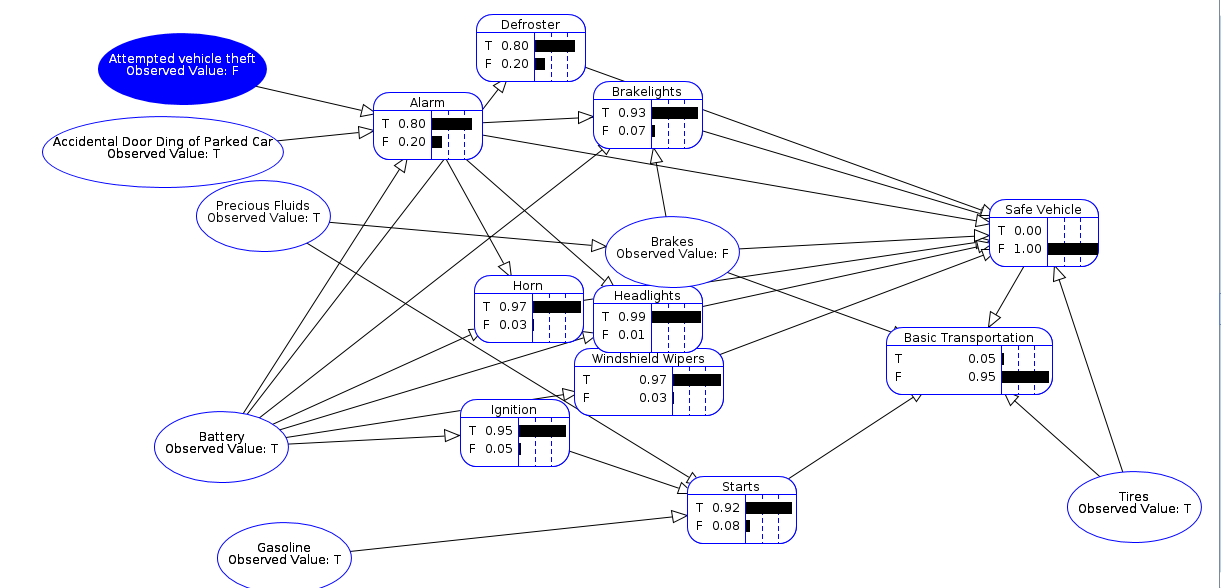 Defroster
T 0.80
F 0.20
Attempted vehicle theft
Observed Value: F
Brakelights
T 0.93
F 0.07
Alarm
T 0.80
F 0.20
Accidental Door Ding of Parked Car
Observed Value: T
Precious Fluids
Observed Value: T
Safe Vehicle
T 0.00
F 1.00
Brakes
Observed Value: F
Horn
T 0.97
F 0.03
Headlights
T 0.99
F 0.01
Basic Transportation
T 0.05
F 0.95
Windshield Wipers
T 0.97
F 0.03
Ignition
T 0.95
F 0.05
Battery
Observed Value: T
Starts
T 0.92
F 0.08
Tires
Observed Value: T
Gasoline
Observed Value: T